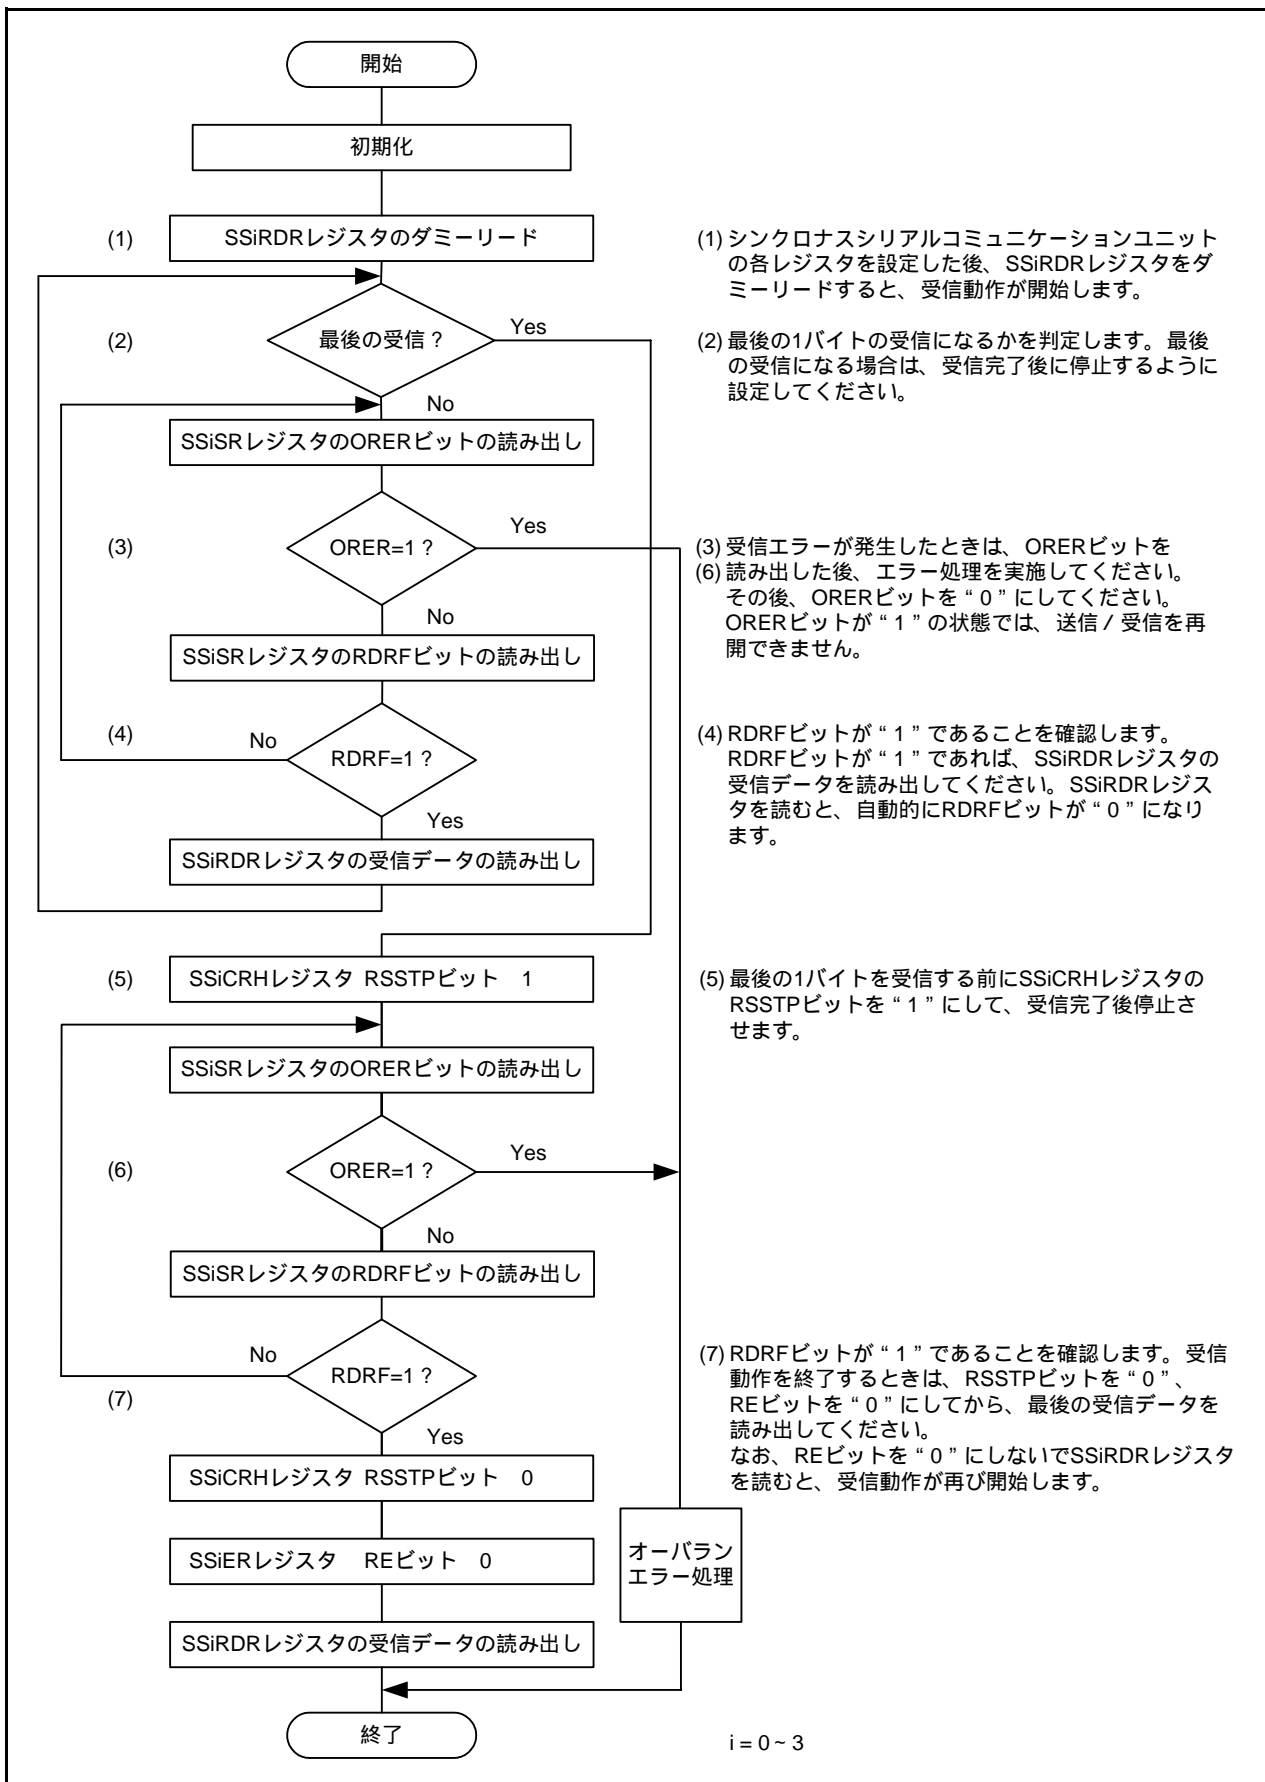 開始
初期化
(1)
SSiRDRレジスタのダミーリード
(1) シンクロナスシリアルコミュニケーションユニット
の各レジスタを設定した後、SSiRDRレジスタをダ
ミーリードすると、受信動作が開始します。
(2)
最後の受信？
Yes
(2) 最後の1バイトの受信になるかを判定します。最後
の受信になる場合は、受信完了後に停止するように
設定してください。
No
SSiSRレジスタのORERビットの読み出し
(3)
ORER=1？
Yes
(3) 受信エラーが発生したときは、ORERビットを
(6) 読み出した後、エラー処理を実施してください。
その後、ORERビットを“0”にしてください。
ORERビットが“1”の状態では、送信/受信を再
開できません。
No
SSiSRレジスタのRDRFビットの読み出し
(4)
No
RDRF=1？
(4) RDRFビットが“1”であることを確認します。
RDRFビットが“1”であれば、SSiRDRレジスタの
受信データを読み出してください。SSiRDRレジス
タを読むと、自動的にRDRFビットが“0”になり
ます。
Yes
SSiRDRレジスタの受信データの読み出し
(5)
SSiCRHレジスタ RSSTPビット 1
(5) 最後の1バイトを受信する前にSSiCRHレジスタの
RSSTPビットを“1”にして、受信完了後停止さ
せます。
SSiSRレジスタのORERビットの読み出し
(6)
ORER=1？
Yes
No
SSiSRレジスタのRDRFビットの読み出し
No
RDRF=1？
(7)
(7) RDRFビットが“1”であることを確認します。受信
動作を終了するときは、RSSTPビットを“0”、
REビットを“0”にしてから、最後の受信データを
読み出してください。
なお、REビットを“0”にしないでSSiRDRレジスタ
を読むと、受信動作が再び開始します。
Yes
SSiCRHレジスタ RSSTPビット 0
SSiERレジスタ REビット 0
オーバラン
エラー処理
SSiRDRレジスタの受信データの読み出し
終了
i = 0 ~ 3